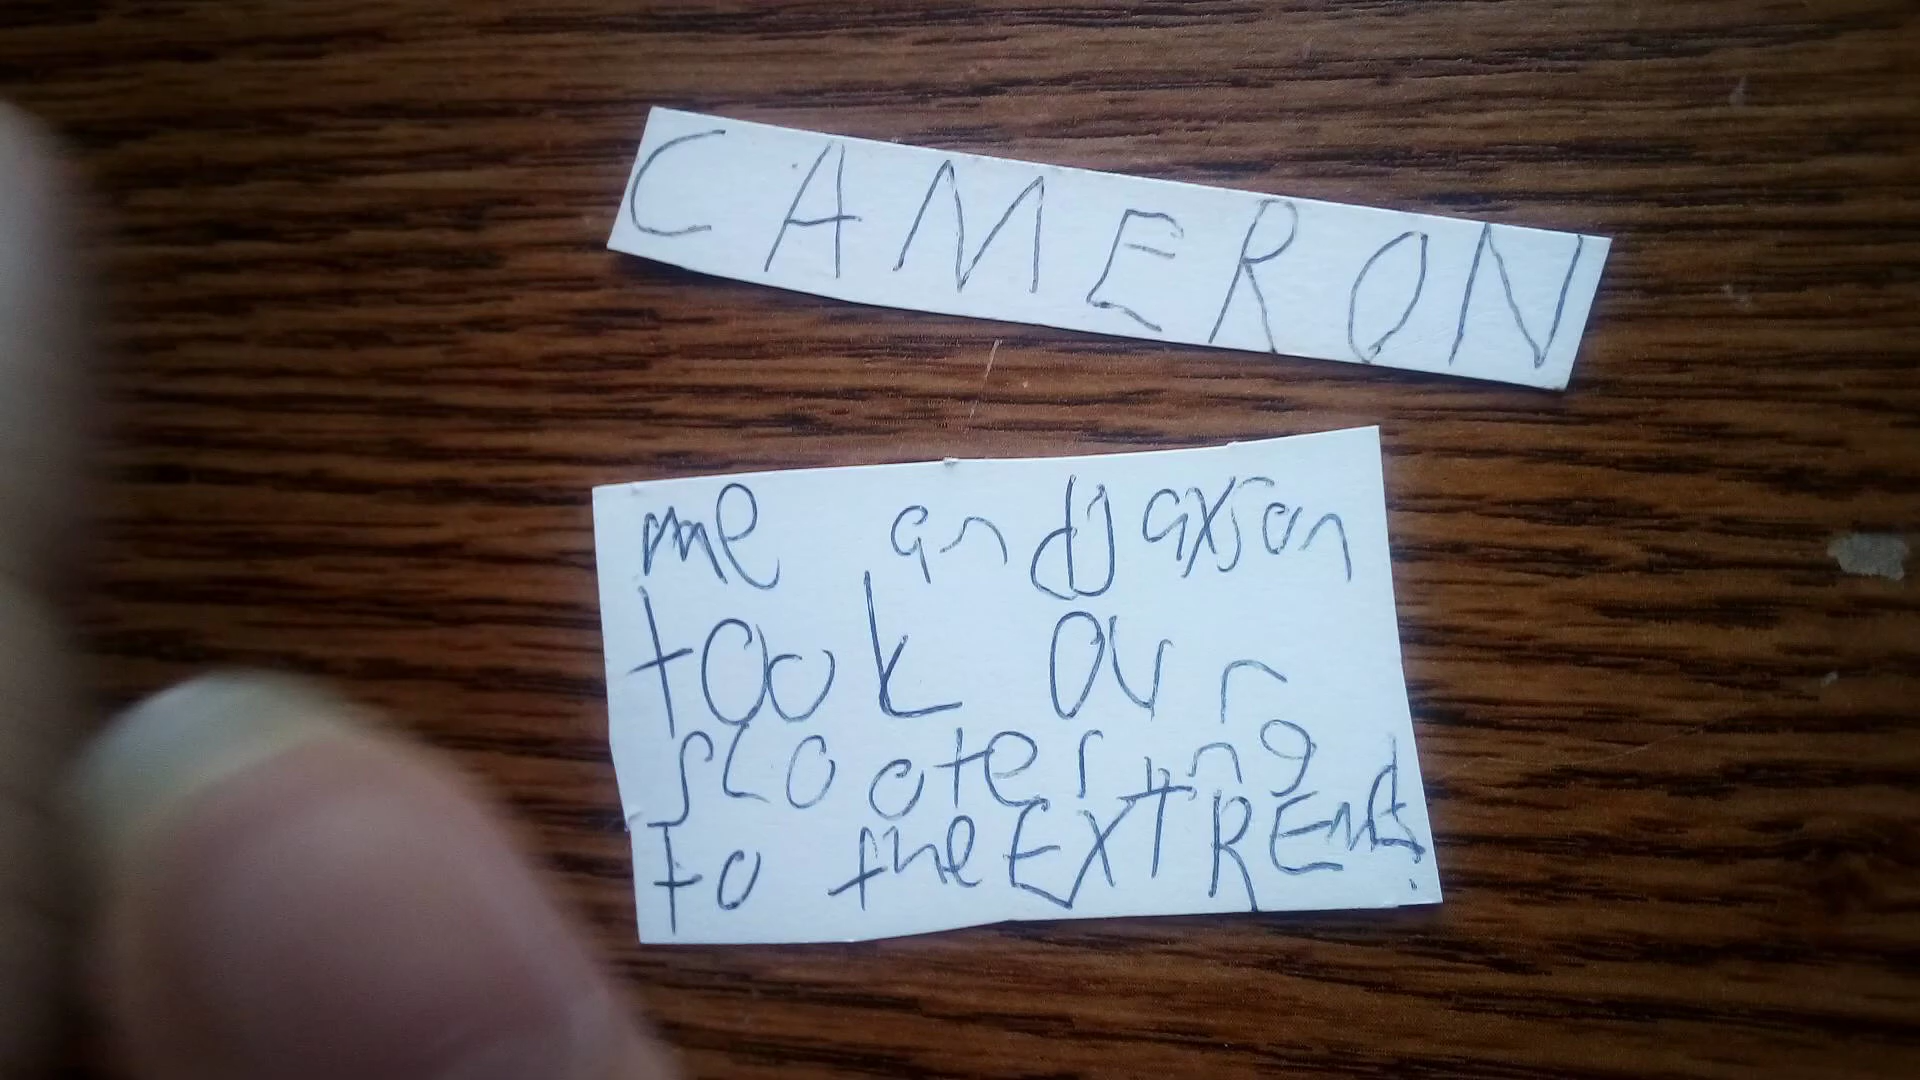 CAMERON
me and Jaxson
took our
scootering
to the EXTREme!